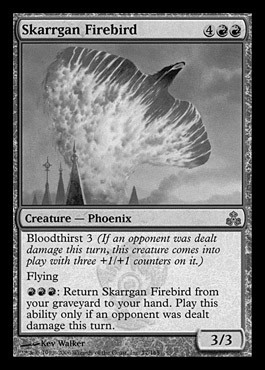 Skarrgan Firebird 4
Creature — Phoenix
Bloodthirst 3 (If an opponent was dealt
damage this turn, this creature comes into
play with three +1/+1 counters on it.)
Flying
: Return Skarrgan Firebird from
your graveyard to your hand. Play this
ability only if an opponent was dealt
damage this turn.
Kev Walker
3/3